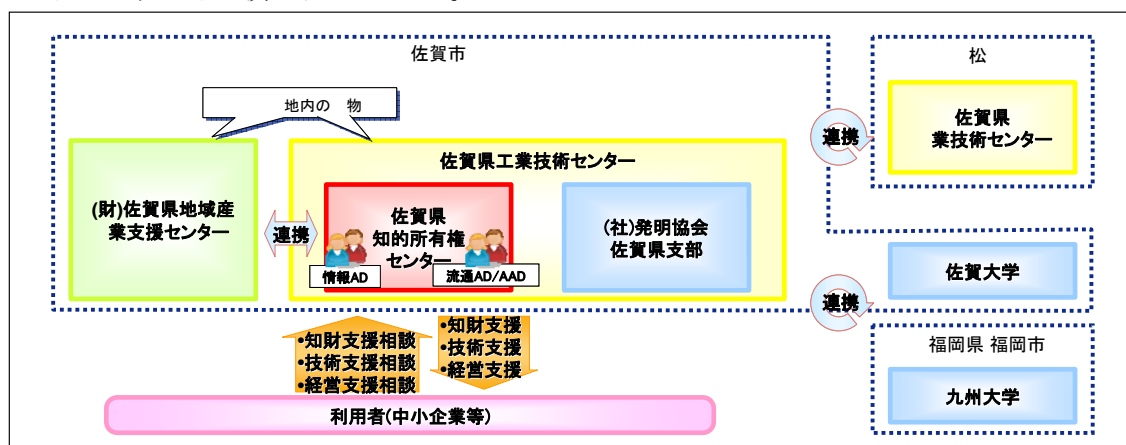 佐賀市
地内の 物
佐賀県工業技術センター
(財)佐賀県地域産
業支援センター
連携
佐賀県
知的所有権
センター
情報AD
流通AD/AAD
(社)発明協会
佐賀県支部
連携
松
佐賀県
業技術センター
連携
佐賀大学
福岡県 福岡市
九州大学
•知財支援相談
•技術支援相談
•経営支援相談
•知財支援
•技術支援
•経営支援
利用者(中小企業等)